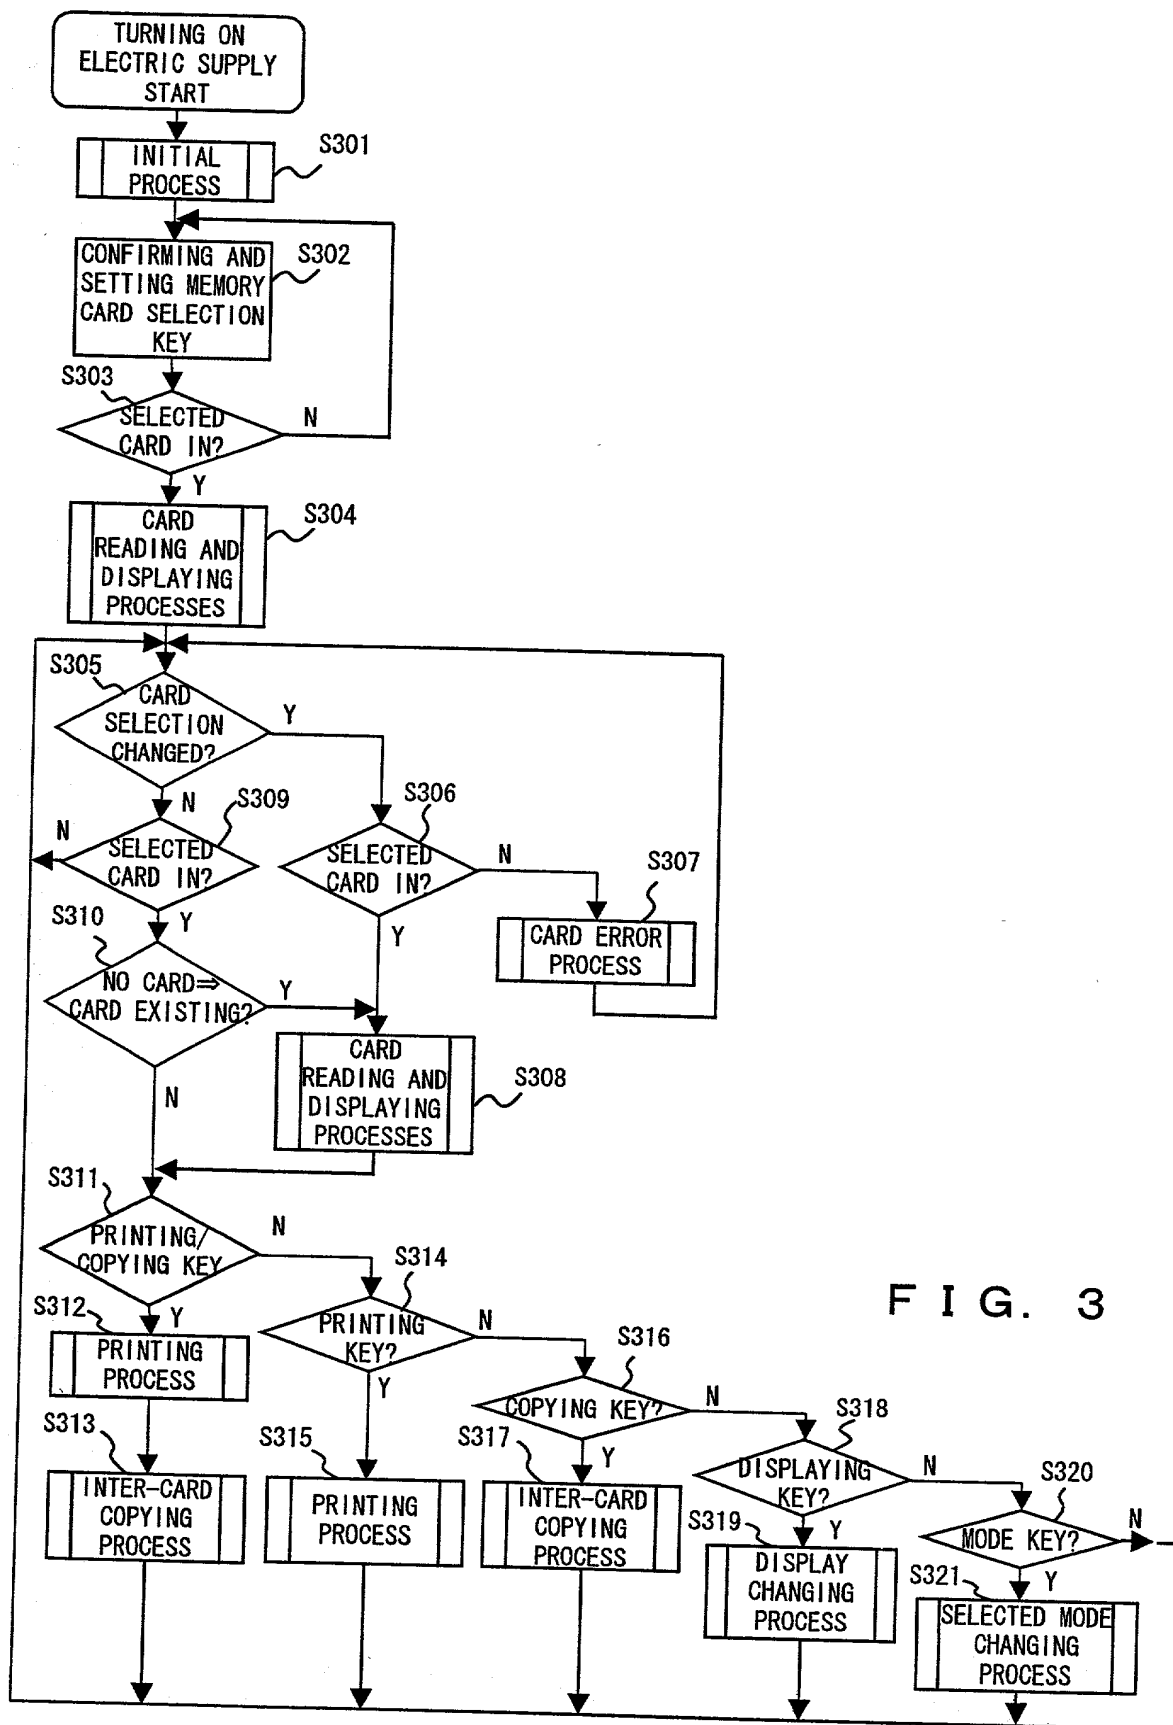 TURNING ON
ELECTRIC SUPPLY
START
S301
INITIAL
PROCESS
S302
CONFIRMING AND
SETTING MEMORY
CARD SELECTION
KEY
S303
SELECTED
CARD IN?
N
Y
S304
CARD
READING AND
DISPLAYING
PROCESSES
S305
CARD
SELECTION
CHANGED?
Y
N
S309
S306
N
SELECTED
CARD IN?
SELECTED
CARD IN?
N
S307
CARD ERROR
PROCESS
Y
Y
S310
NO CARD⇒
CARD EXISTING?
Y
N
CARD
READING AND
DISPLAYING
PROCESSES
S308
S311
PRINTING/
COPYING KEY
N
Y
S314
PRINTING
KEY?
N
Y
FIG. 3
S312
PRINTING
PROCESS
S316
COPYING KEY?
N
Y
S313
INTER-CARD
COPYING
PROCESS
S315
PRINTING
PROCESS
S317
INTER-CARD
COPYING
PROCESS
S318
DISPLAYING
KEY?
N
Y
S320
MODE KEY?
N
Y
S319
DISPLAY
CHANGING
PROCESS
S321
SELECTED MODE
CHANGING
PROCESS